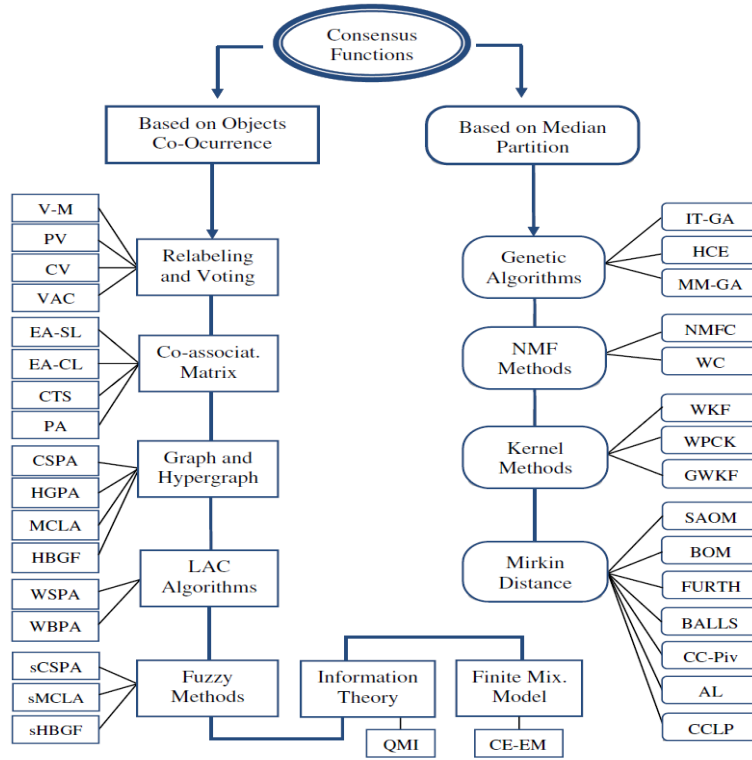 Consensus
Functions
Based on Objects
Co-Ocurrence
Based on Median
Partition
V-M
PV
CV
VAC
Relabeling
and Voting
EA-SL
EA-CL
CTS
PA
Co-associat.
Matrix
CSPA
HGPA
MCLA
HBGF
Graph and
Hypergraph
WSPA
WBPA
LAC
Algorithms
sCSPA
sMCLA
sHBGF
Fuzzy
Methods
Information
Theory
QMI
Finite Mix.
Model
CE-EM
Genetic
Algorithms
IT-GA
HCE
MM-GA
NMF
Methods
NMFC
WC
Kernel
Methods
WKF
WPCK
GWKF
Mirkin
Distance
SAOM
BOM
FURTH
BALLS
CC-Piv
AL
CCLP